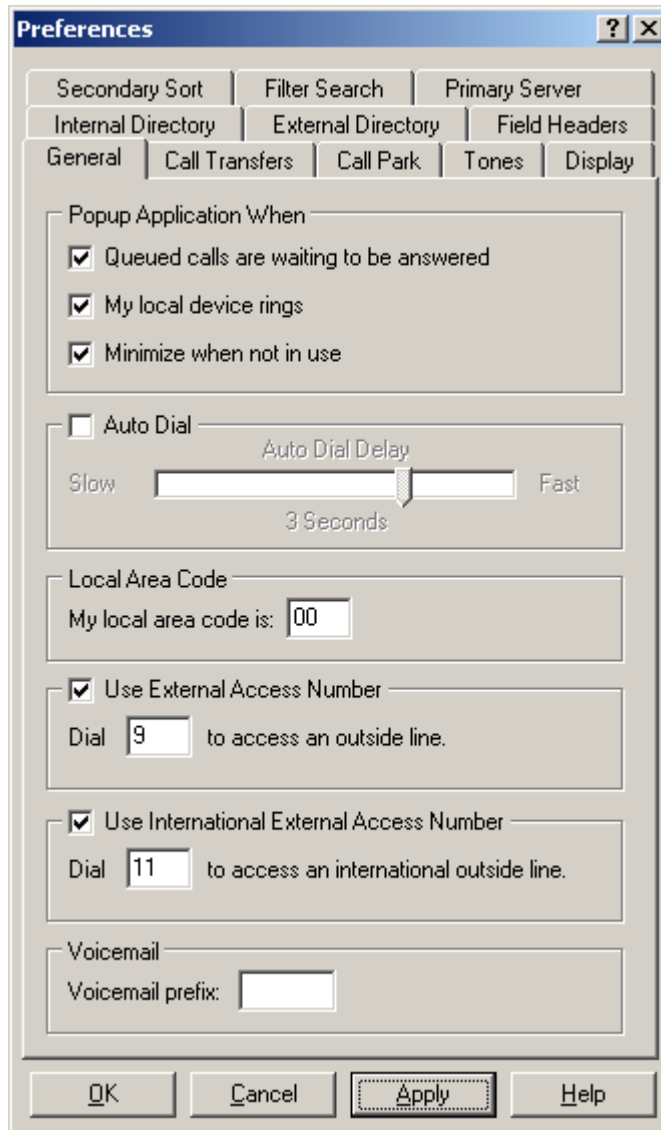 Preferences
Secondary Sort Filter Search Primary Server
Internal Directory External Directory Field Headers
General Call Transfers Call Park Tones Display
Popup Application When
Queued calls are waiting to be answered
My local device rings
Minimize when not in use
Auto Dial
Auto Dial Delay
Slow Fast
3 Seconds
Local Area Code
My local area code is: 00
Use External Access Number
Dial 9 to access an outside line.
Use International External Access Number
Dial 11 to access an international outside line.
Voicemail
Voicemail prefix:
OK Cancel Apply Help